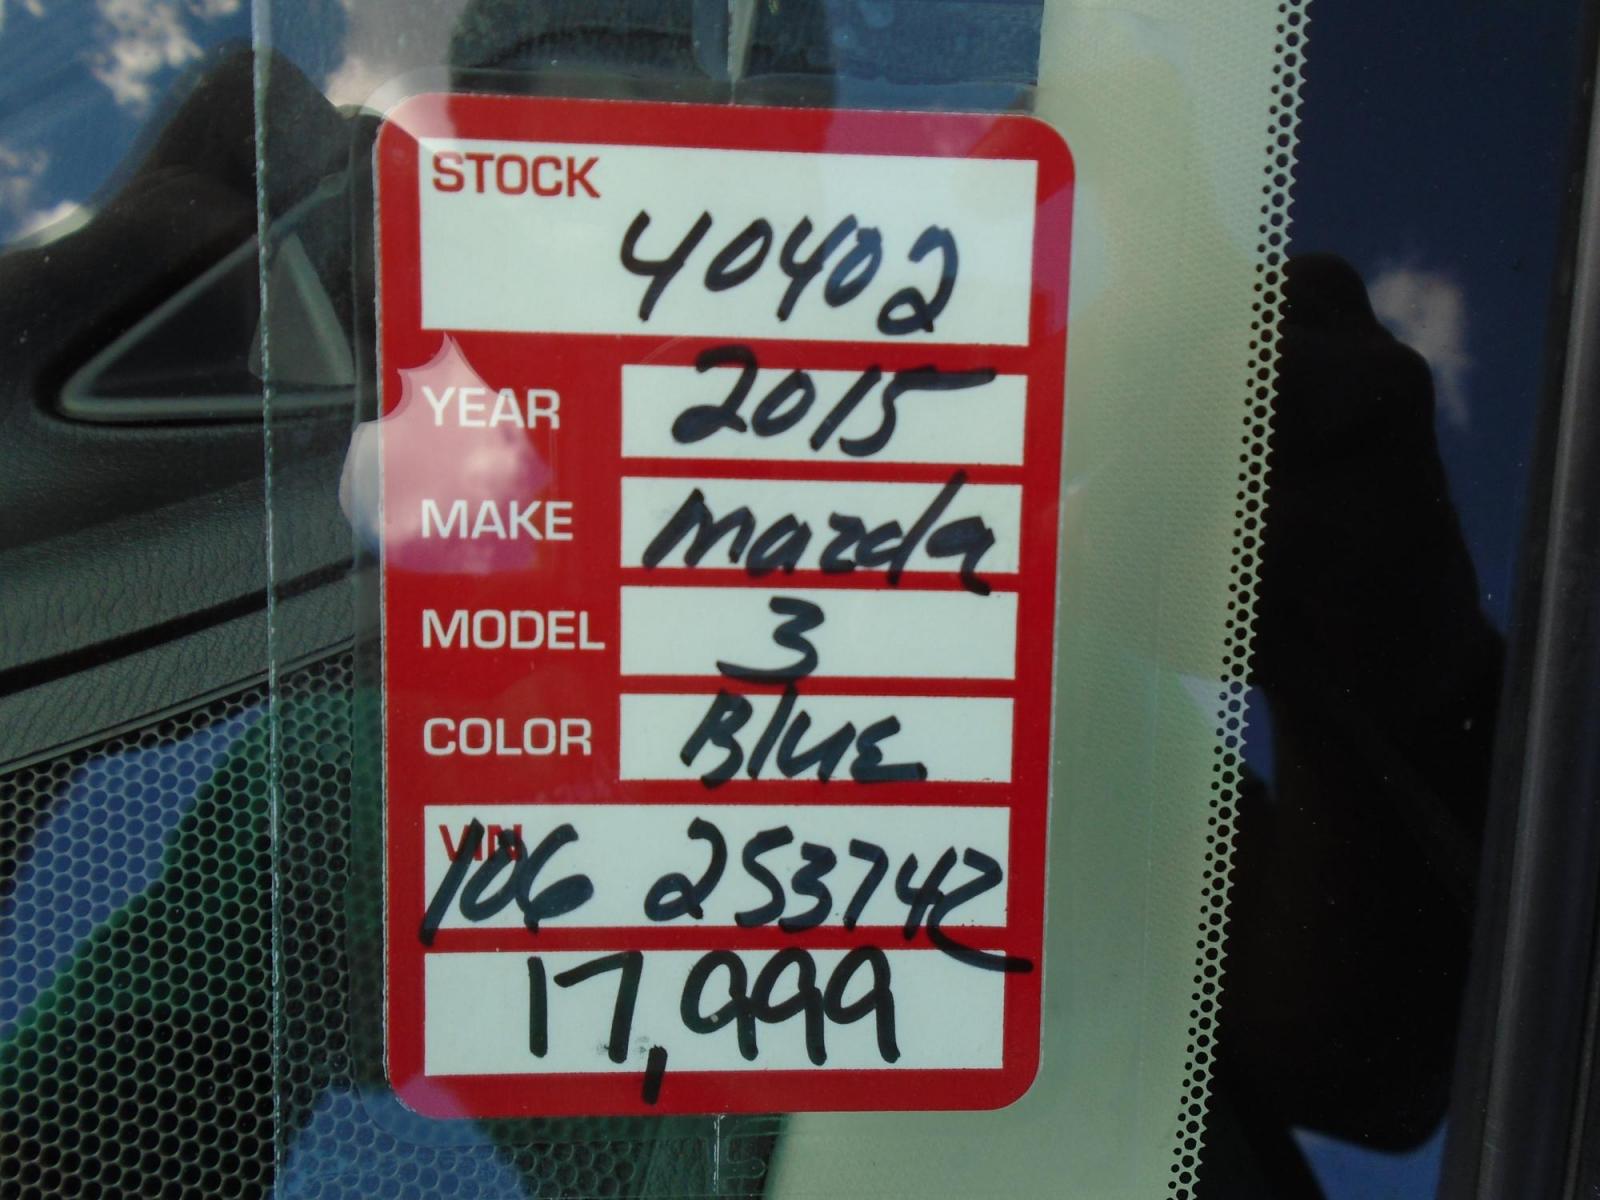 STOCK
40402
YEAR 2015
MAKE Mazda
MODEL 3
COLOR Blue
VIN
106 253742
17,999